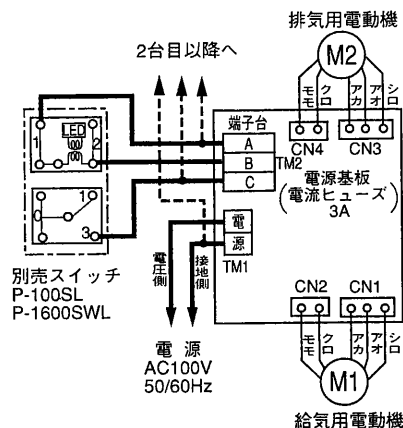 排気用電動機
M2
2台目以降へ
モモ
クロ
アカ
アオ
シロ
CN4
CN3
端子台
A
B
C
TM2
電源基板
(電流ヒューズ)
3A
LED
1
2
1
3
0
電
源
TM1
電圧側
接地側
別売スイッチ
P-100SL
P-1600SWL
電源
AC100V
50/60Hz
CN2
CN1
モモ
クロ
アカ
アオ
シロ
M1
給気用電動機